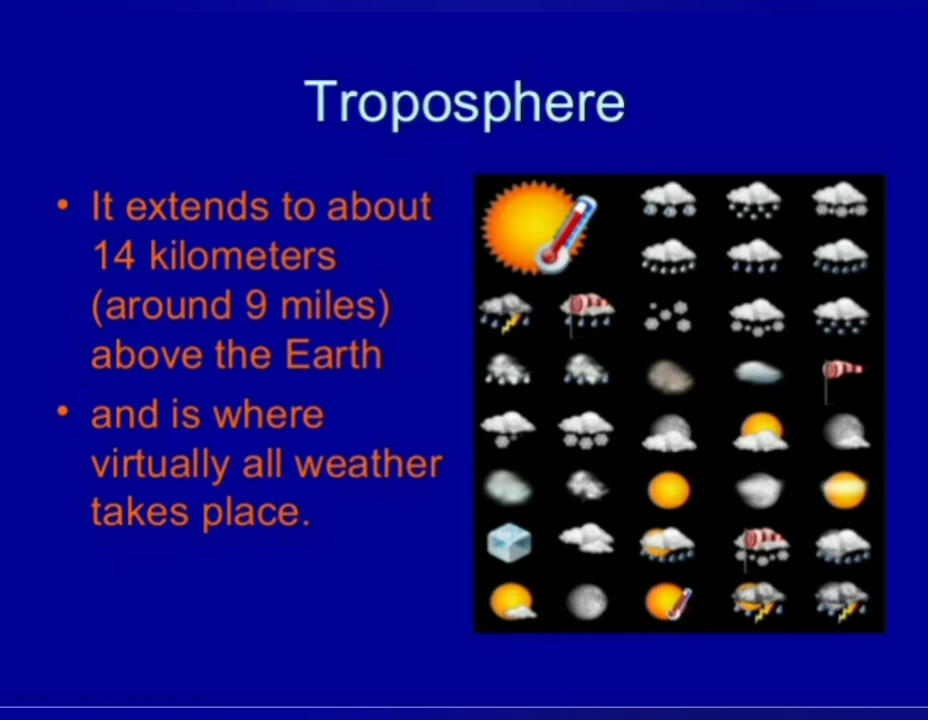 Troposphere
• It extends to about
14 kilometers
(around 9 miles)
above the Earth
• and is where
virtually all weather
takes place.